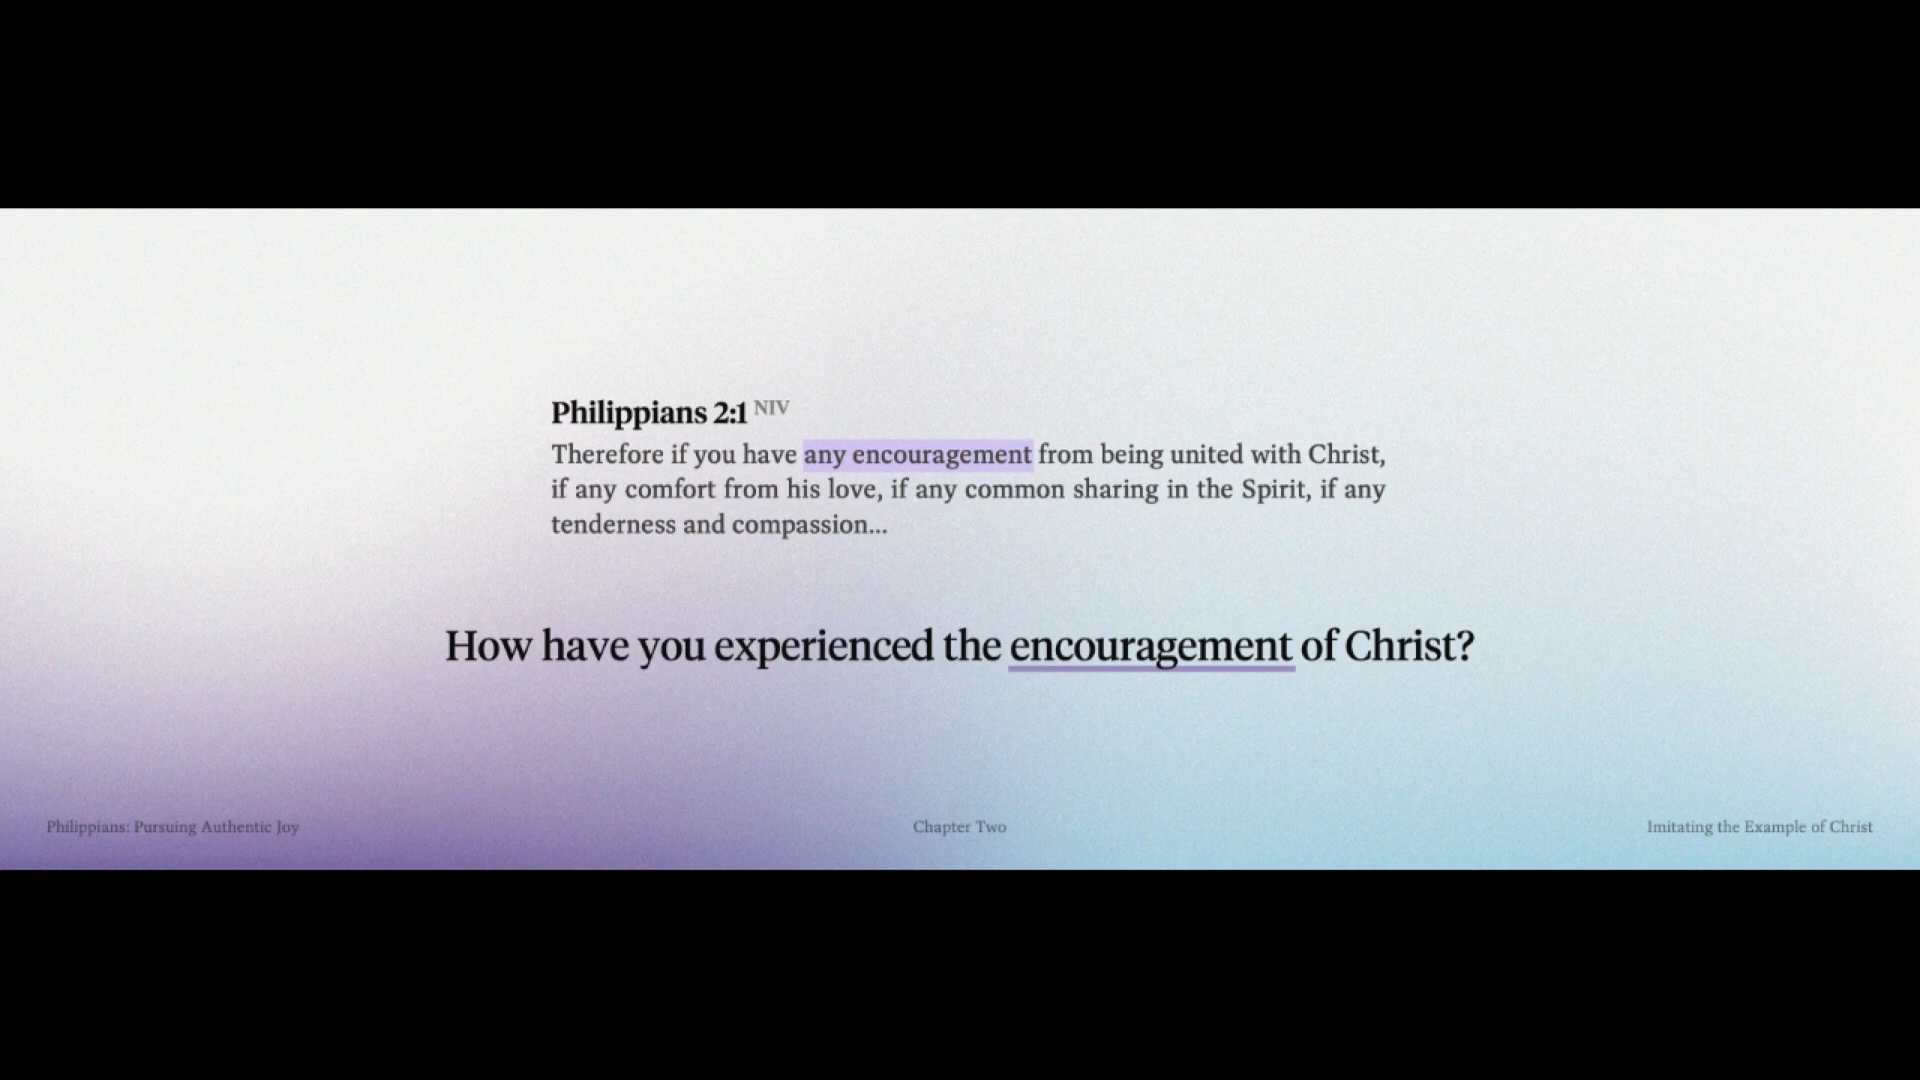 Philippians 2:1 NIV
Therefore if you have any encouragement from being united with Christ,
if any comfort from his love, if any common sharing in the Spirit, if any
tenderness and compassion...
How have you experienced the encouragement of Christ?
Philippians: Pursuing Authentic Joy
Chapter Two
Imitating the Example of Christ